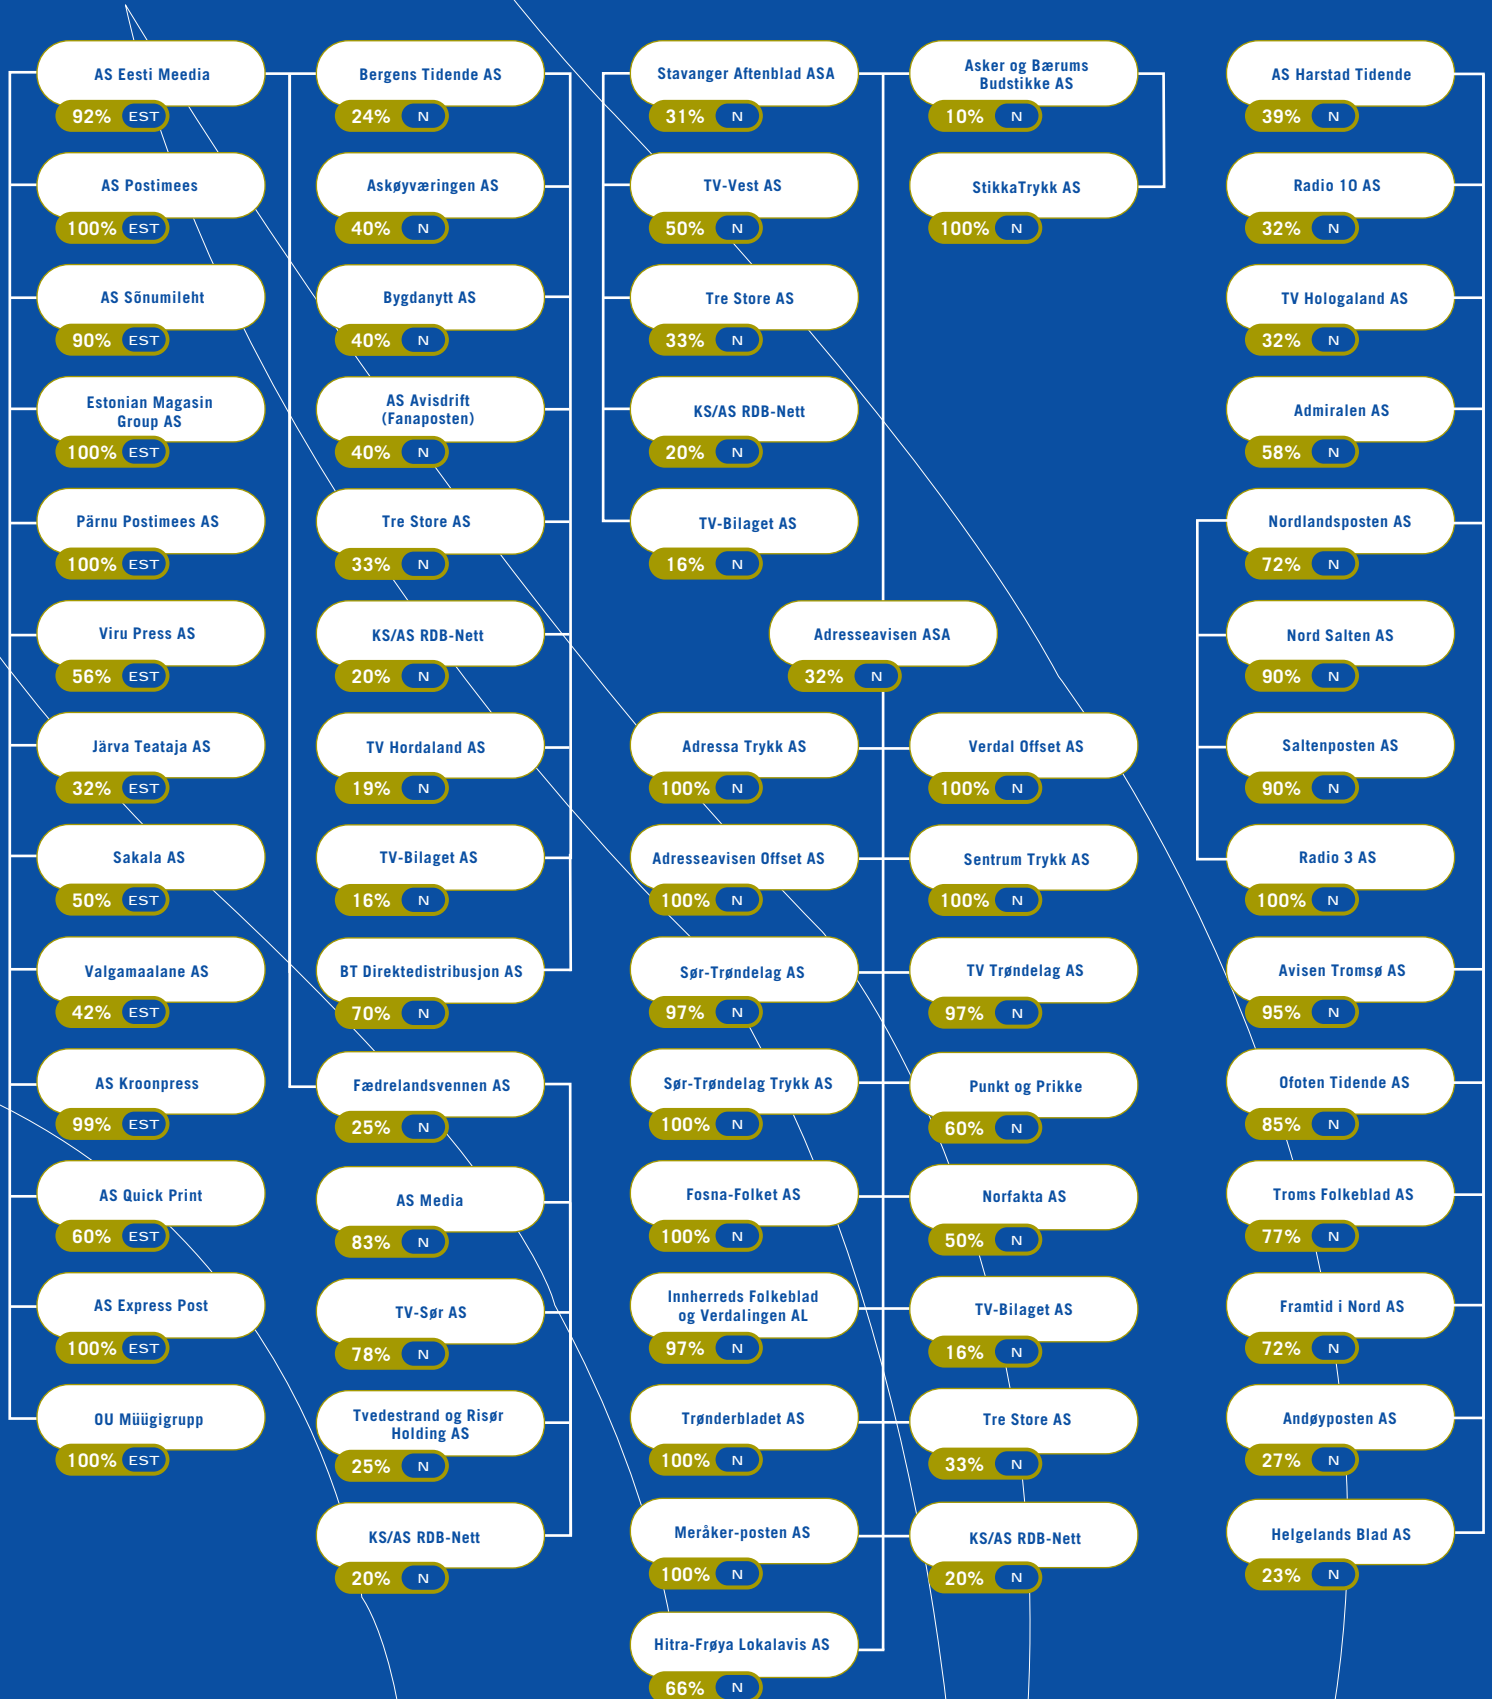 AS Eesti Meedia
92% EST
AS Postimees
100% EST
AS Sõnumileht
90% EST
Estonian Magasin
Group AS
100% EST
Pärnu Postimees AS
100% EST
Viru Press AS
56% EST
Järva Teataja AS
32% EST
Sakala AS
50% EST
Valgamaalane AS
42% EST
AS Kroonpress
99% EST
AS Quick Print
60% EST
AS Express Post
100% EST
OU Müügigrupp
100% EST
Bergens Tidende AS
24% N
Askøyværingen AS
40% N
Bygdanytt AS
40% N
AS Avisdrift
(Fanaposten)
40% N
Tre Store AS
33% N
KS/AS RDB-Nett
20% N
TV Hordaland AS
19% N
TV-Bilaget AS
16% N
BT Direktedistribusjon AS
70% N
Fædrelandsvennen AS
25% N
AS Media
83% N
TV-Sør AS
78% N
Tvedestrand og Risør
Holding AS
25% N
KS/AS RDB-Nett
20% N
Stavanger Aftenblad ASA
31% N
TV-Vest AS
50% N
Tre Store AS
33% N
KS/AS RDB-Nett
20% N
TV-Bilaget AS
16% N
Asker og Bærums
Budstikke AS
10% N
StikkaTrykk AS
100% N
Adresseavisen ASA
32% N
Adressa Trykk AS
100% N
Adresseavisen Offset AS
100% N
Sør-Trøndelag AS
97% N
Sør-Trøndelag Trykk AS
100% N
Fosna-Folket AS
100% N
Innherreds Folkeblad
og Verdalingen AL
97% N
Trønderbladet AS
100% N
Meråker-posten AS
100% N
Hitra-Frøya Lokalavis AS
66% N
Verdal Offset AS
100% N
Sentrum Trykk AS
100% N
TV Trøndelag AS
97% N
Punkt og Prikke
60% N
Norfakta AS
50% N
TV-Bilaget AS
16% N
Tre Store AS
33% N
KS/AS RDB-Nett
20% N
AS Harstad Tidende
39% N
Radio 10 AS
32% N
TV Hologaland AS
32% N
Admiralen AS
58% N
Nordlandsposten AS
72% N
Nord Salten AS
90% N
Saltenposten AS
90% N
Radio 3 AS
100% N
Avisen Tromsø AS
95% N
Ofoten Tidende AS
85% N
Troms Folkeblad AS
77% N
Framtid i Nord AS
72% N
Andøyposten AS
27% N
Helgelands Blad AS
23% N